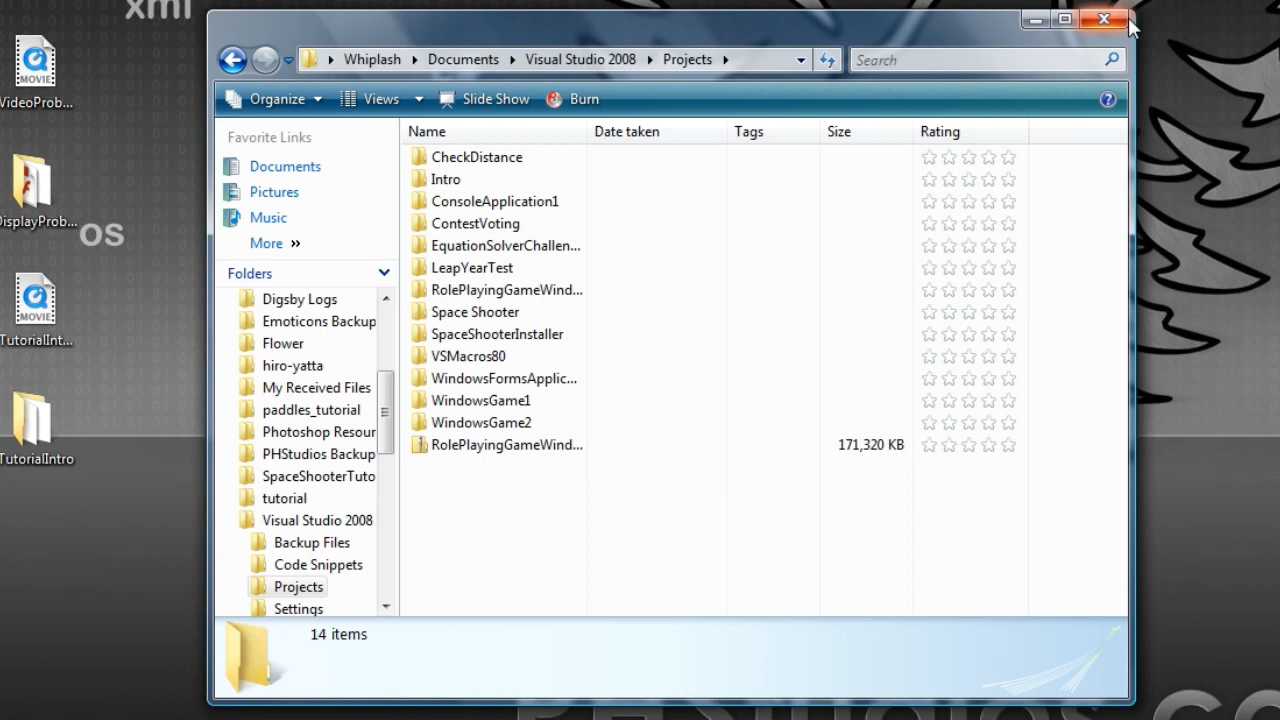 xml
MOVIE
VideoProb...
DisplayProb...
os
MOVIE
TutorialInt...
TutorialIntro
Whiplash Documents Visual Studio 2008 Projects
Search
Organize Views Slide Show Burn
Favorite Links
Documents
Pictures
Music
More »
Folders
Digsby Logs
Emoticons Backup
Flower
hiro-yatta
My Received Files
paddles_tutorial
Photoshop Resour
PHStudios Backup
SpaceShooterTuto
tutorial
Visual Studio 2008
Backup Files
Code Snippets
Projects
Settings
Name Date taken Tags Size Rating
CheckDistance
Intro
ConsoleApplication1
ContestVoting
EquationSolverChallen...
LeapYearTest
RolePlayingGameWind...
Space Shooter
SpaceShooterInstaller
VSMacros80
WindowsFormsApplic...
WindowsGame1
WindowsGame2
RolePlayingGameWind... 171,320 KB
14 items